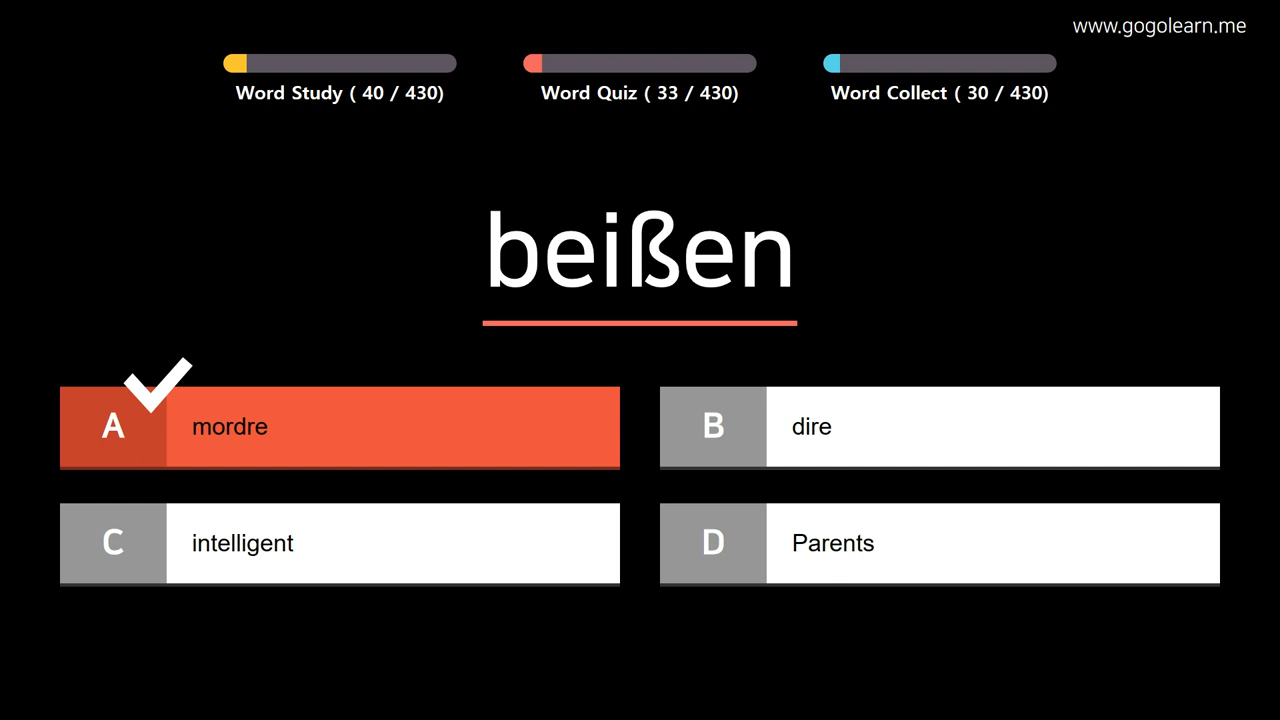 www.gogolearn.me
Word Study ( 40 / 430)
Word Quiz ( 33 / 430)
Word Collect ( 30 / 430)
beißen
A mordre
B dire
C intelligent
D Parents